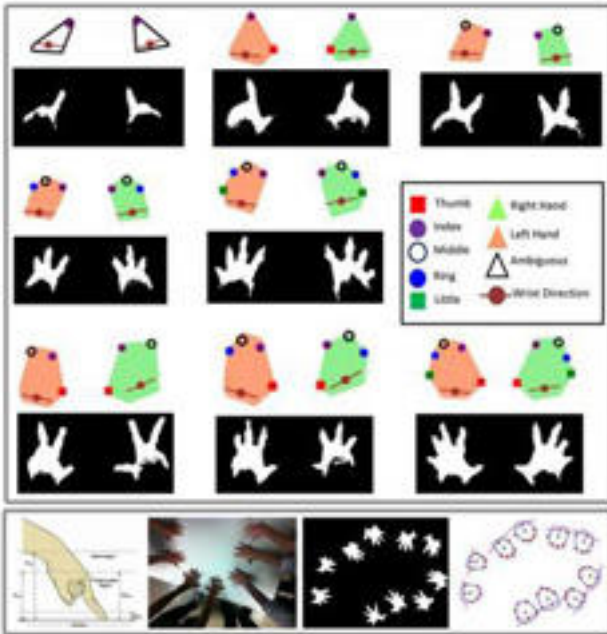 Thumb
Index
Middle
Ring
Little
Right Hand
Left Hand
Ambiguous
Wrist Direction